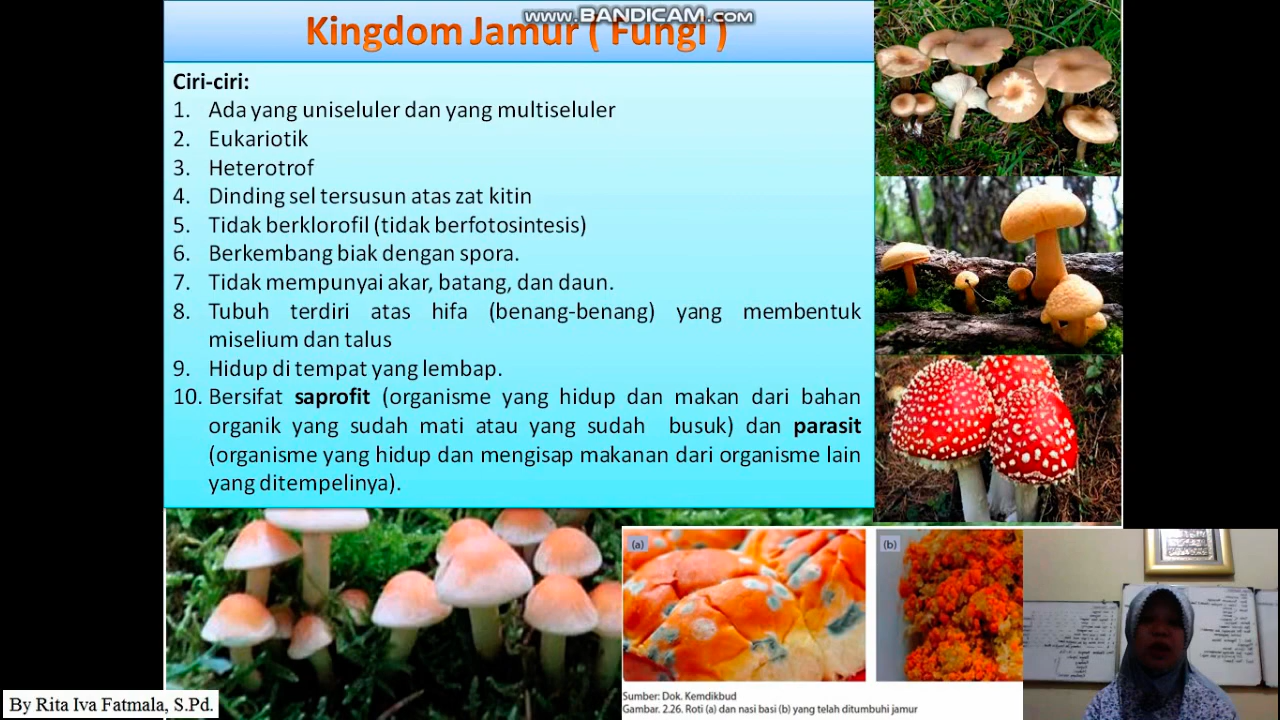 www.BANDICAM.com
Kingdom Jamur ( Fungi )
Ciri-ciri:
1. Ada yang uniseluler dan yang multiseluler
2. Eukariotik
3. Heterotrof
4. Dinding sel tersusun atas zat kitin
5. Tidak berklorofil (tidak berfotosintesis)
6. Berkembang biak dengan spora.
7. Tidak mempunyai akar, batang, dan daun.
8. Tubuh terdiri atas hifa (benang-benang) yang membentuk
miselium dan talus
9. Hidup di tempat yang lembap.
10. Bersifat saprofit (organisme yang hidup dan makan dari bahan
organik yang sudah mati atau yang sudah busuk) dan parasit
(organisme yang hidup dan mengisap makanan dari organisme lain
yang ditempelinya).
(a)
(b)
Sumber: Dok. Kemdikbud
Gambar. 2.26. Roti (a) dan nasi basi (b) yang telah ditumbuhi jamur
By Rita Iva Fatmala, S.Pd.